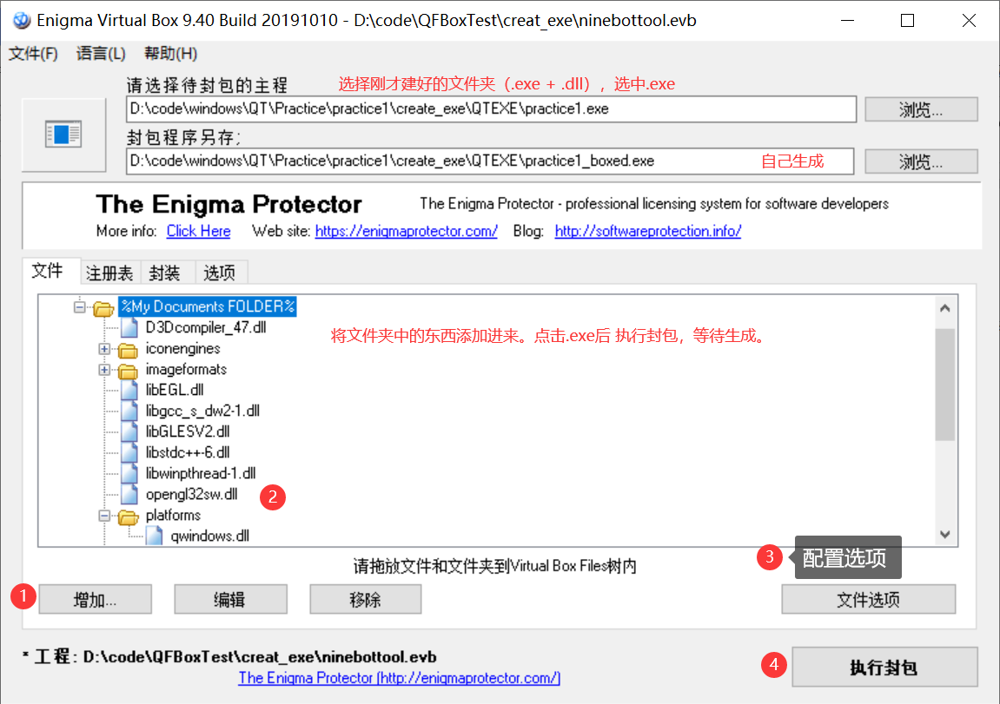 Enigma Virtual Box 9.40 Build 20191010 - D:\code\QFBoxTest\creat_exe\ninebottool.evb
文件(F) 语言(L) 帮助(H)
请选择待封包的主程 选择刚才建好的文件夹（.exe + .dll），选中.exe
D:\code\windows\QT\Practice\practice1\create_exe\QTEXE\practice1.exe 浏览...
封包程序另存;
D:\code\windows\QT\Practice\practice1\create_exe\QTEXE\practice1_boxed.exe 自己生成 浏览...
The Enigma Protector The Enigma Protector - professional licensing system for software developers
More info: Click Here Web site: https://enigmaprotector.com/ Blog: http://softwareprotection.info/
文件 注册表 封装 选项
%My Documents FOLDER%
D3Dcompiler_47.dll
将文件夹中的东西添加进来。点击.exe后 执行封包，等待生成。
iconengines
imageformats
libEGL.dll
libgcc_s_dw2-1.dll
libGLESV2.dll
libstdc++-6.dll
libwinpthread-1.dll
opengl32sw.dll 2
platforms
qwindows.dll
请拖放文件和文件夹到Virtual Box Files树内 3 配置选项
1 增加... 编辑 移除 文件选项
* 工程: D:\code\QFBoxTest\creat_exe\ninebottool.evb
The Enigma Protector (http://enigmaprotector.com/) 4 执行封包